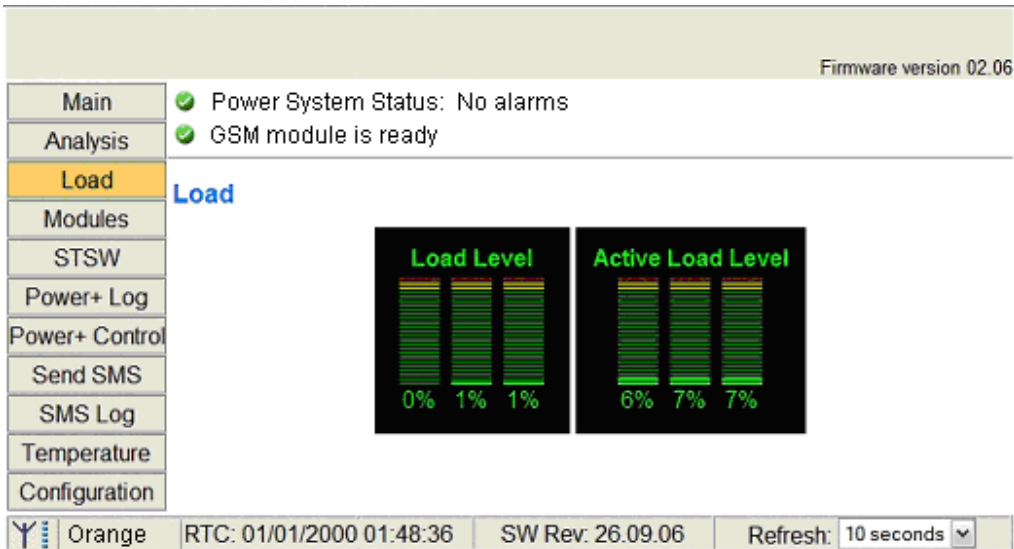 Firmware version 02.06
Main
Analysis
Load
Modules
STSW
Power+ Log
Power+ Control
Send SMS
SMS Log
Temperature
Configuration
Power System Status: No alarms
GSM module is ready
Load
Load Level
0% 1% 1%
Active Load Level
6% 7% 7%
Orange RTC: 01/01/2000 01:48:36 SW Rev: 26.09.06 Refresh: 10 seconds